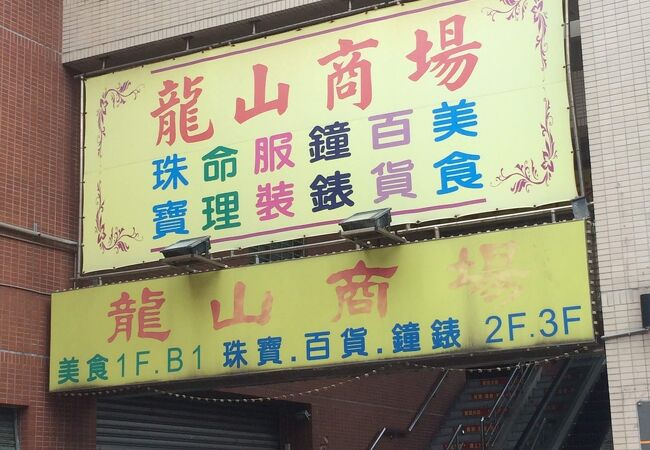 龍山商場
珠寶 命理 服裝 鐘錶 百貨 美食
龍山商場
美食1F.B1 珠寶.百貨.鐘錶 2F.3F